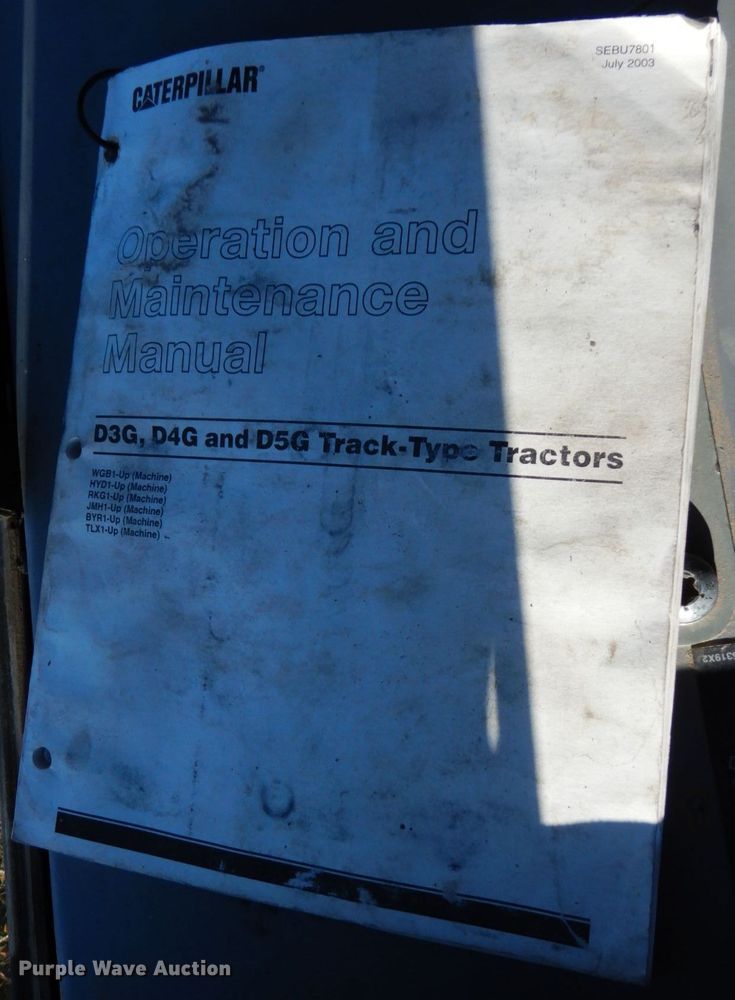 CATERPILLAR®
SEBU7801
July 2003
Operation and
Maintenance
Manual
D3G, D4G and D5G Track-Type Tractors
WGB1-Up (Machine)
HYD1-Up (Machine)
RKG1-Up (Machine)
JMH1-Up (Machine)
BYR1-Up (Machine)
TLX1-Up (Machine)
Purple Wave Auction